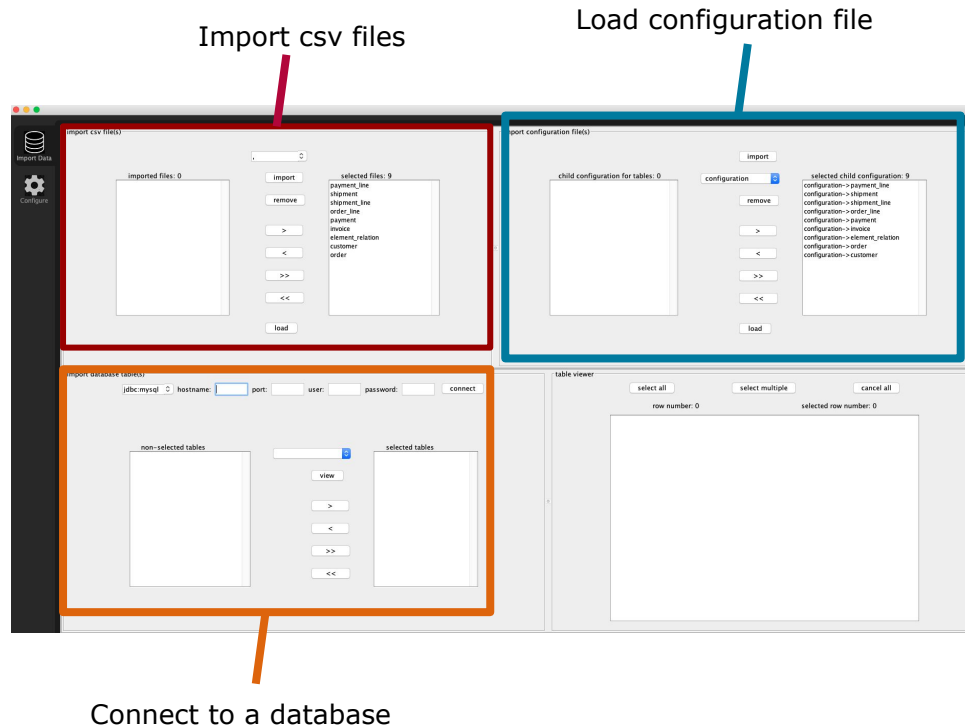 Load configuration file
Import csv files
Import Data
Configure
import csv file(s)
,
imported files: 0
import
remove
>
<
>>
<<
load
selected files: 9
payment_line
shipment
shipment_line
order_line
payment
invoice
element_relation
customer
order
import configuration file(s)
import
child configuration for tables: 0
configuration
remove
>
<
>>
<<
load
selected child configuration: 9
configuration->payment_line
configuration->shipment
configuration->shipment_line
configuration->order_line
configuration->payment
configuration->invoice
configuration->element_relation
configuration->order
configuration->customer
import database table(s)
jdbc:mysql hostname: port: user: password: connect
non-selected tables
view
>
<
>>
<<
selected tables
table viewer
select all select multiple cancel all
row number: 0 selected row number: 0
Connect to a database